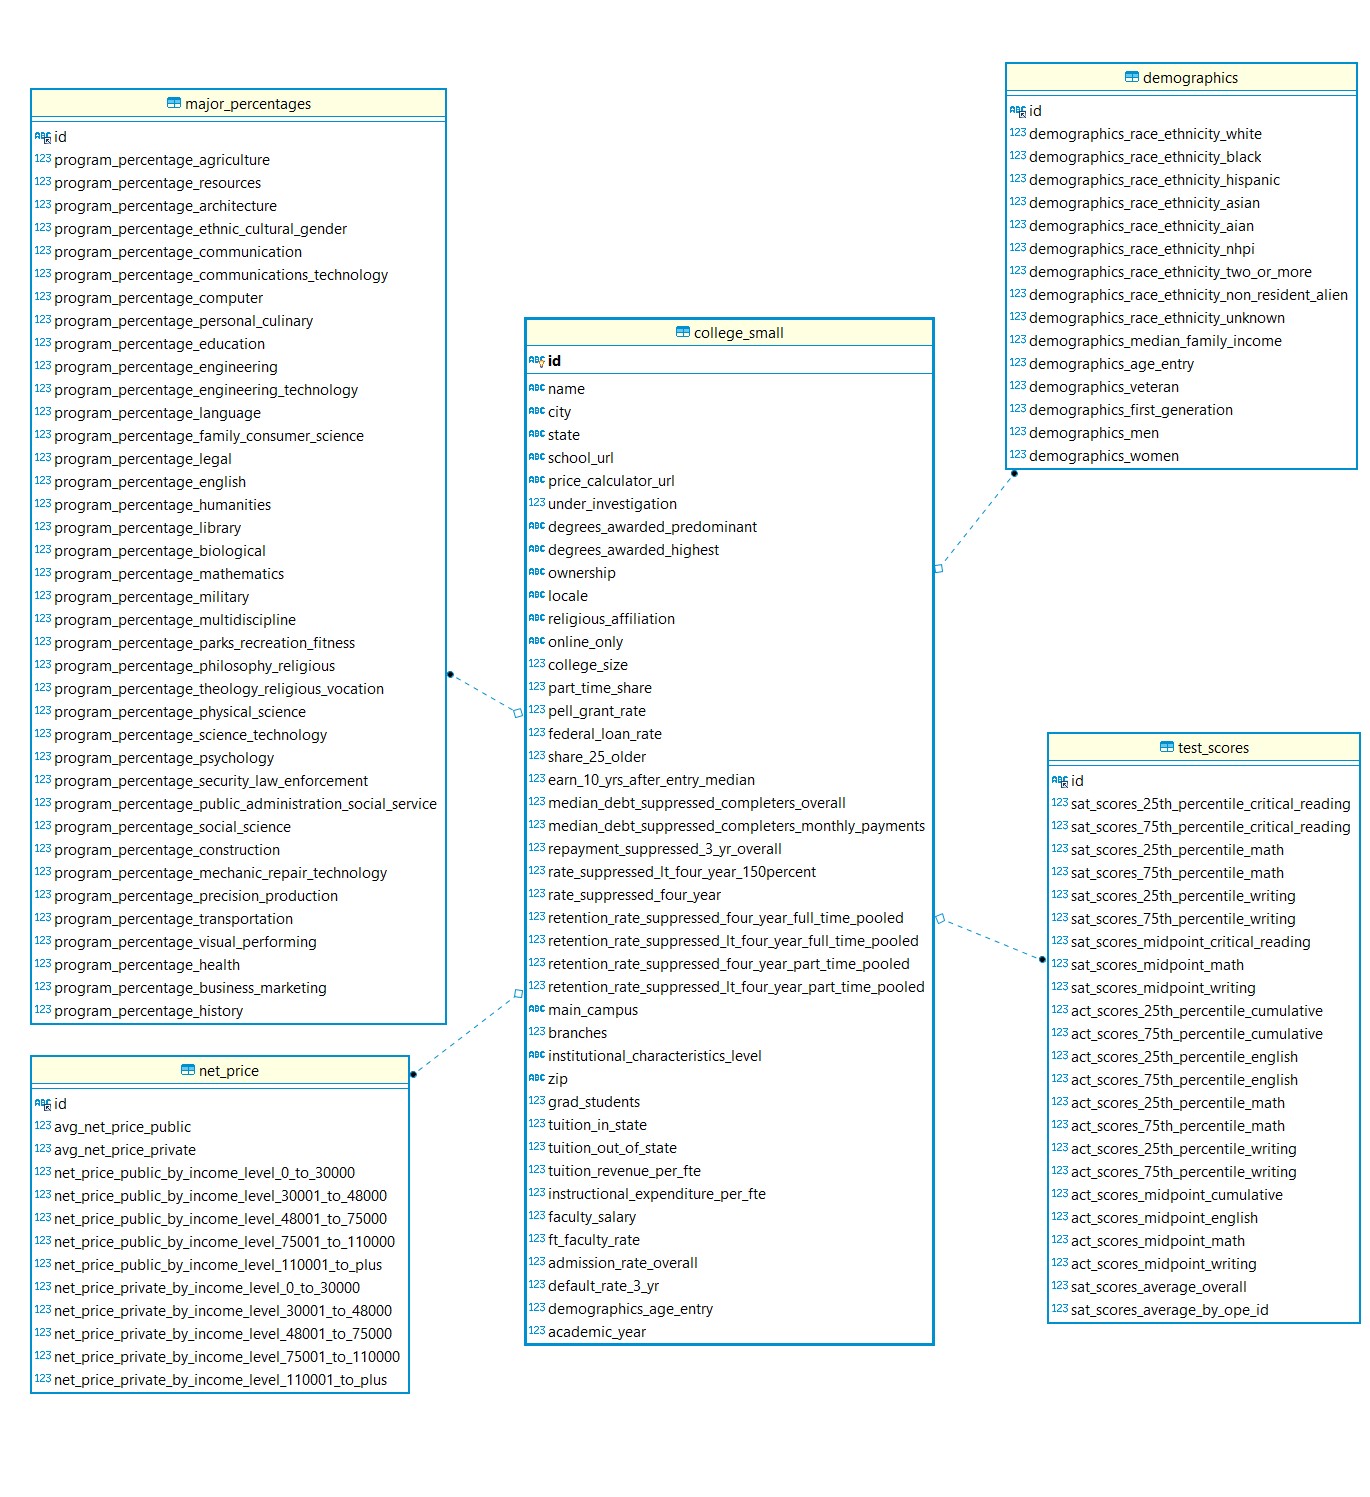 major_percentages
id
program_percentage_agriculture
program_percentage_resources
program_percentage_architecture
program_percentage_ethnic_cultural_gender
program_percentage_communication
program_percentage_communications_technology
program_percentage_computer
program_percentage_personal_culinary
program_percentage_education
program_percentage_engineering
program_percentage_engineering_technology
program_percentage_language
program_percentage_family_consumer_science
program_percentage_legal
program_percentage_english
program_percentage_humanities
program_percentage_library
program_percentage_biological
program_percentage_mathematics
program_percentage_military
program_percentage_multidiscipline
program_percentage_parks_recreation_fitness
program_percentage_philosophy_religious
program_percentage_theology_religious_vocation
program_percentage_physical_science
program_percentage_science_technology
program_percentage_psychology
program_percentage_security_law_enforcement
program_percentage_public_administration_social_service
program_percentage_social_science
program_percentage_construction
program_percentage_mechanic_repair_technology
program_percentage_precision_production
program_percentage_transportation
program_percentage_visual_performing
program_percentage_health
program_percentage_business_marketing
program_percentage_history
net_price
id
avg_net_price_public
avg_net_price_private
net_price_public_by_income_level_0_to_30000
net_price_public_by_income_level_30001_to_48000
net_price_public_by_income_level_48001_to_75000
net_price_public_by_income_level_75001_to_110000
net_price_public_by_income_level_110001_to_plus
net_price_private_by_income_level_0_to_30000
net_price_private_by_income_level_30001_to_48000
net_price_private_by_income_level_48001_to_75000
net_price_private_by_income_level_75001_to_110000
net_price_private_by_income_level_110001_to_plus
college_small
id
name
city
state
school_url
price_calculator_url
under_investigation
degrees_awarded_predominant
degrees_awarded_highest
ownership
locale
religious_affiliation
online_only
college_size
part_time_share
pell_grant_rate
federal_loan_rate
share_25_older
earn_10_yrs_after_entry_median
median_debt_suppressed_completers_overall
median_debt_suppressed_completers_monthly_payments
repayment_suppressed_3_yr_overall
rate_suppressed_lt_four_year_150percent
rate_suppressed_four_year
retention_rate_suppressed_four_year_full_time_pooled
retention_rate_suppressed_lt_four_year_full_time_pooled
retention_rate_suppressed_four_year_part_time_pooled
retention_rate_suppressed_lt_four_year_part_time_pooled
main_campus
branches
institutional_characteristics_level
zip
grad_students
tuition_in_state
tuition_out_of_state
tuition_revenue_per_fte
instructional_expenditure_per_fte
faculty_salary
ft_faculty_rate
admission_rate_overall
default_rate_3_yr
demographics_age_entry
academic_year
demographics
id
demographics_race_ethnicity_white
demographics_race_ethnicity_black
demographics_race_ethnicity_hispanic
demographics_race_ethnicity_asian
demographics_race_ethnicity_aian
demographics_race_ethnicity_nhpi
demographics_race_ethnicity_two_or_more
demographics_race_ethnicity_non_resident_alien
demographics_race_ethnicity_unknown
demographics_median_family_income
demographics_age_entry
demographics_veteran
demographics_first_generation
demographics_men
demographics_women
test_scores
id
sat_scores_25th_percentile_critical_reading
sat_scores_75th_percentile_critical_reading
sat_scores_25th_percentile_math
sat_scores_75th_percentile_math
sat_scores_25th_percentile_writing
sat_scores_75th_percentile_writing
sat_scores_midpoint_critical_reading
sat_scores_midpoint_math
sat_scores_midpoint_writing
act_scores_25th_percentile_cumulative
act_scores_75th_percentile_cumulative
act_scores_25th_percentile_english
act_scores_75th_percentile_english
act_scores_25th_percentile_math
act_scores_75th_percentile_math
act_scores_25th_percentile_writing
act_scores_75th_percentile_writing
act_scores_midpoint_cumulative
act_scores_midpoint_english
act_scores_midpoint_math
act_scores_midpoint_writing
sat_scores_average_overall
sat_scores_average_by_ope_id